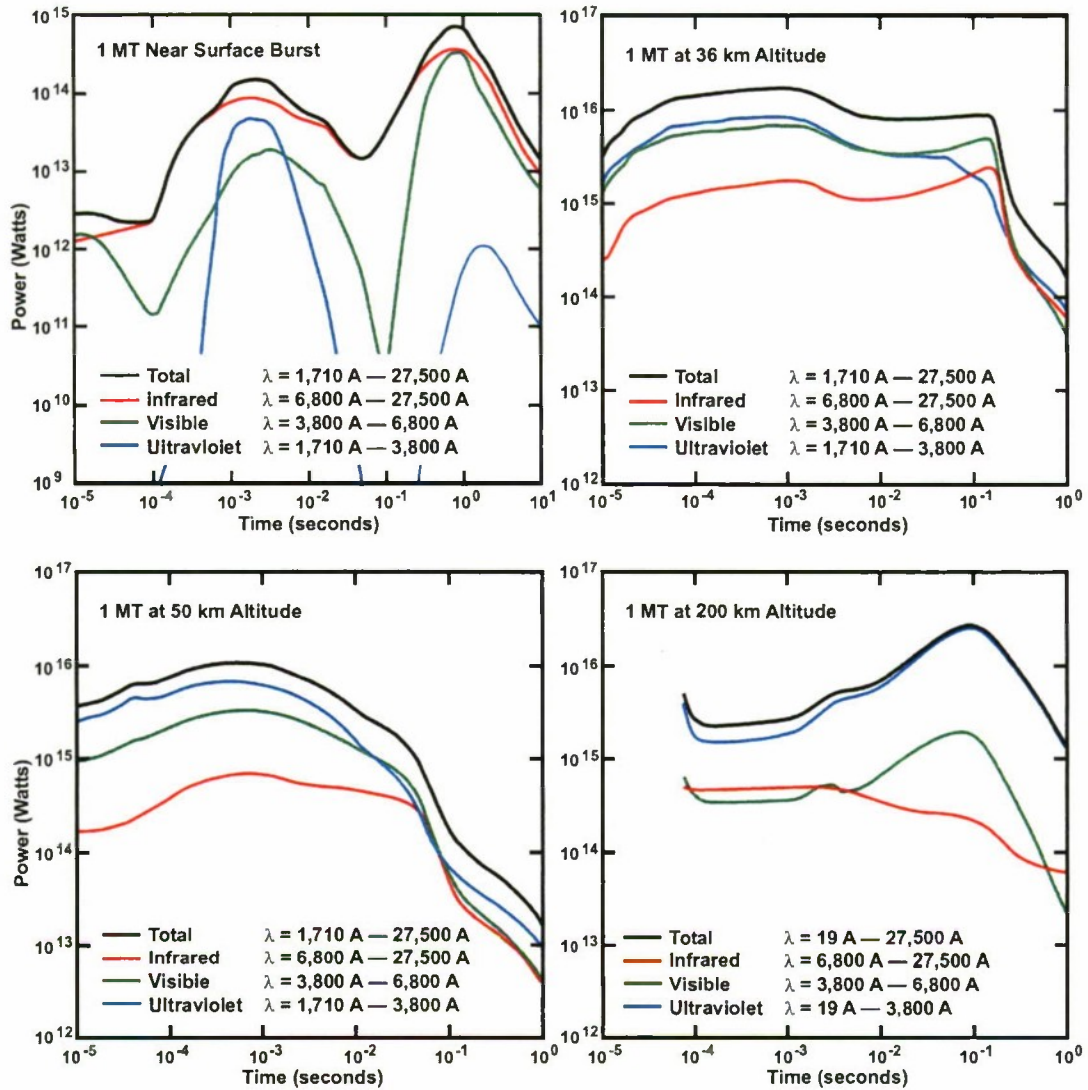 1 MT Near Surface Burst
10^15
10^14
10^13
10^12
10^11
10^10
10^9
Power (Watts)
Total λ = 1,710 A — 27,500 A
Infrared λ = 6,800 A — 27,500 A
Visible λ = 3,800 A — 6,800 A
Ultraviolet λ = 1,710 A — 3,800 A
10^-5 10^-4 10^-3 10^-2 10^-1 10^0 10^1
Time (seconds)
1 MT at 36 km Altitude
10^17
10^16
10^15
10^14
10^13
10^12
Total λ = 1,710 A — 27,500 A
Infrared λ = 6,800 A — 27,500 A
Visible λ = 3,800 A — 6,800 A
Ultraviolet λ = 1,710 A — 3,800 A
10^-5 10^-4 10^-3 10^-2 10^-1 10^0
Time (seconds)
1 MT at 50 km Altitude
10^17
10^16
10^15
10^14
10^13
10^12
Power (Watts)
Total λ = 1,710 A — 27,500 A
Infrared λ = 6,800 A — 27,500 A
Visible λ = 3,800 A — 6,800 A
Ultraviolet λ = 1,710 A — 3,800 A
10^-5 10^-4 10^-3 10^-2 10^-1 10^0
Time (seconds)
1 MT at 200 km Altitude
10^17
10^16
10^15
10^14
10^13
10^12
Total λ = 19 A — 27,500 A
Infrared λ = 6,800 A — 27,500 A
Visible λ = 3,800 A — 6,800 A
Ultraviolet λ = 19 A — 3,800 A
10^-5 10^-4 10^-3 10^-2 10^-1 10^0
Time (seconds)